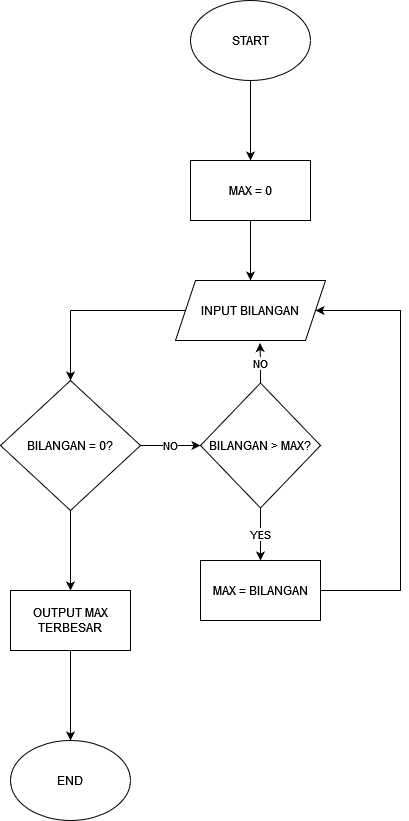 START
MAX = 0
INPUT BILANGAN
BILANGAN = 0?
NO
BILANGAN > MAX?
NO
YES
MAX = BILANGAN
OUTPUT MAX
TERBESAR
END